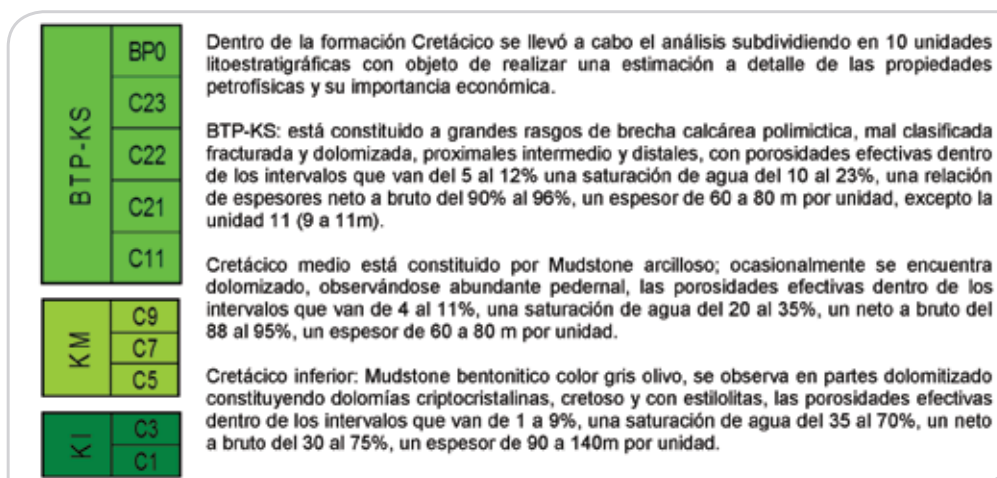 BTP-KS
BP0
C23
C22
C21
C11
Dentro de la formación Cretácico se llevó a cabo el análisis subdividiendo en 10 unidades
litoestratigráficas con objeto de realizar una estimación a detalle de las propiedades
petrofísicas y su importancia económica.
BTP-KS: está constituido a grandes rasgos de brecha calcárea polimictica, mal clasificada
fracturada y dolomizada, proximales intermedio y distales, con porosidades efectivas dentro
de los intervalos que van del 5 al 12% una saturación de agua del 10 al 23%, una relación
de espesores neto a bruto del 90% al 96%, un espesor de 60 a 80 m por unidad, excepto la
unidad 11 (9 a 11m).
KM
C9
C7
C5
Cretácico medio está constituido por Mudstone arcilloso; ocasionalmente se encuentra
dolomizado, observándose abundante pedernal, las porosidades efectivas dentro de los
intervalos que van de 4 al 11%, una saturación de agua del 20 al 35%, un neto a bruto del
88 al 95%, un espesor de 60 a 80 m por unidad.
KI
C3
C1
Cretácico inferior: Mudstone bentonitico color gris olivo, se observa en partes dolomitizado
constituyendo dolomías criptocristalinas, cretoso y con estilolitas, las porosidades efectivas
dentro de los intervalos que van de 1 a 9%, una saturación de agua del 35 al 70%, un neto
a bruto del 30 al 75%, un espesor de 90 a 140m por unidad.